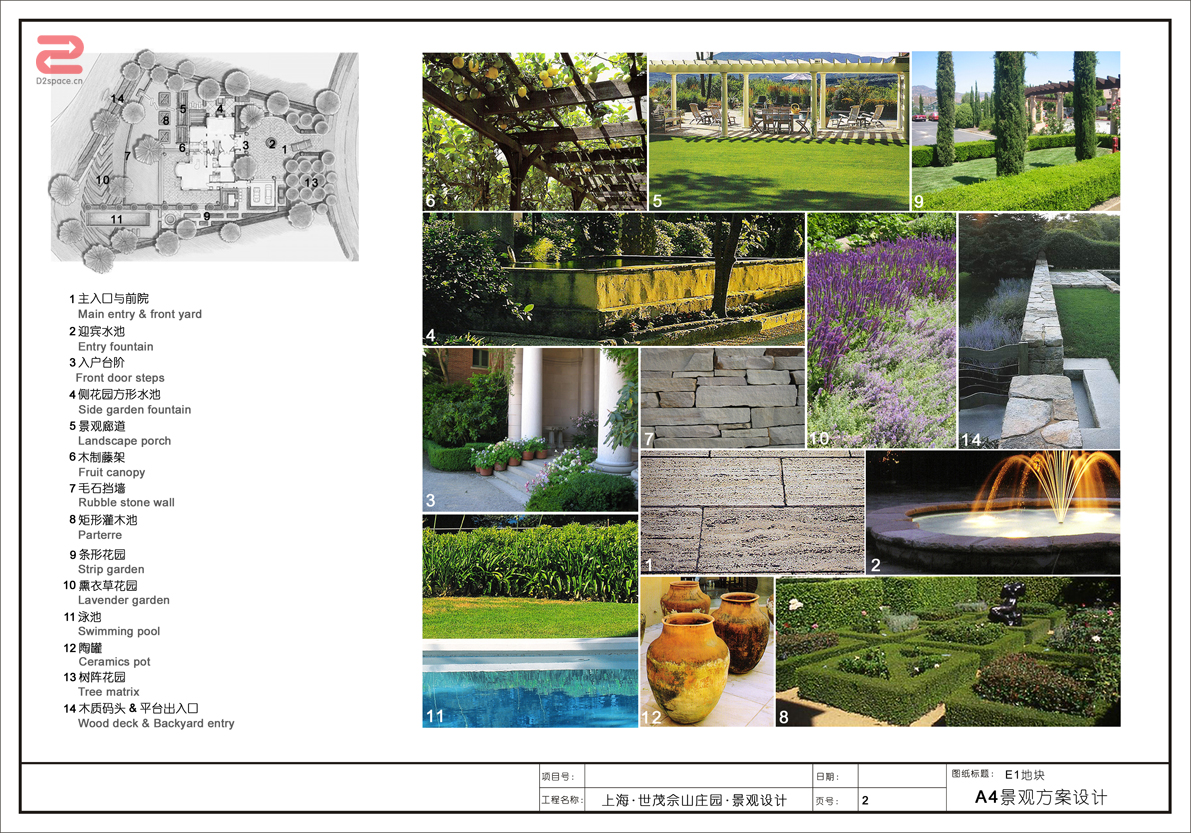 D2space.cn
14
5
4
8
6
3
2
1
7
A4
10
13
11
9
1 主入口与前院
Main entry & front yard
2 迎宾水池
Entry fountain
3 入户台阶
Front door steps
4 侧花园方形水池
Side garden fountain
5 景观廊道
Landscape porch
6 木制藤架
Fruit canopy
7 毛石挡墙
Rubble stone wall
8 矩形灌木池
Parterre
9 条形花园
Strip garden
10 熏衣草花园
Lavender garden
11 泳池
Swimming pool
12 陶罐
Ceramics pot
13 树阵花园
Tree matrix
14 木质码头 & 平台出入口
Wood deck & Backyard entry
6
5
9
4
10
14
3
7
1
2
11
12
8
项目号:
日期:
图纸标题: E1地块
工程名称: 上海·世茂佘山庄园·景观设计
页号: 2
A4景观方案设计